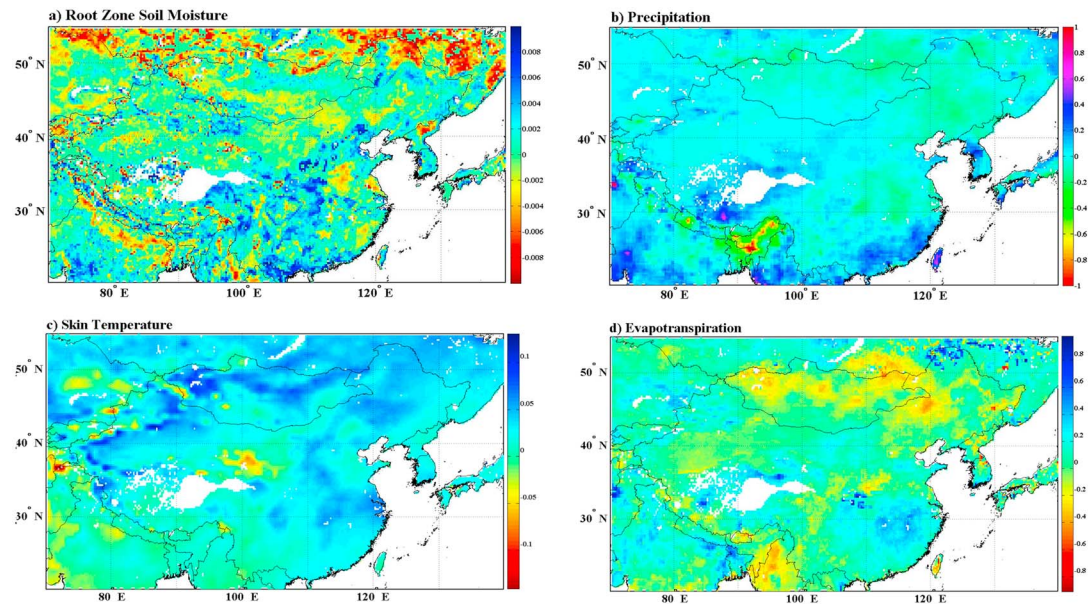 a) Root Zone Soil Moisture
50° N
40° N
30° N
80° E
100° E
120° E
0.008
0.006
0.004
0.002
0
-0.002
-0.004
-0.006
-0.008
b) Precipitation
50° N
40° N
30° N
80° E
100° E
120° E
1
0.8
0.6
0.4
0.2
0
-0.2
-0.4
-0.6
-0.8
-1
c) Skin Temperature
50° N
40° N
30° N
80° E
100° E
120° E
0.1
0.05
0
-0.05
-0.1
d) Evapotranspiration
50° N
40° N
30° N
80° E
100° E
120° E
0.8
0.6
0.4
0.2
0
-0.2
-0.4
-0.6
-0.8